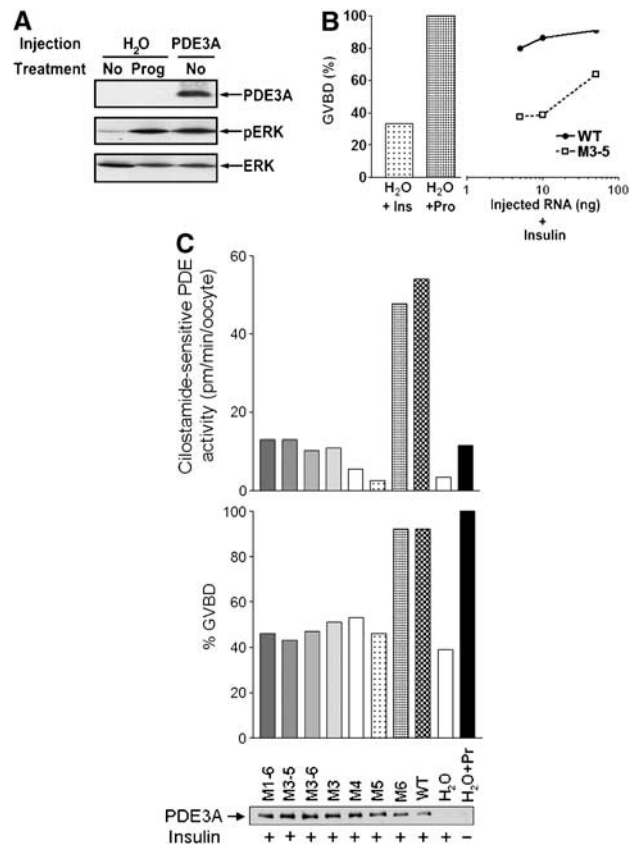 A
Injection H₂O PDE3A
Treatment No Prog No
PDE3A
pERK
ERK
B
GVBD (%)
100
80
60
40
20
0
H₂O + Ins
H₂O +Pro
WT
M3-5
1 10 100
Injected RNA (ng)
+
Insulin
C
Cilostamide-sensitive PDE
activity (pm/min/oocyte)
60
40
20
0
% GVBD
100
80
60
40
20
0
M1-6 M3-5 M3-6 M3 M4 M5 M6 WT H₂O H₂O+Pr
PDE3A
Insulin + + + + + + + + + −